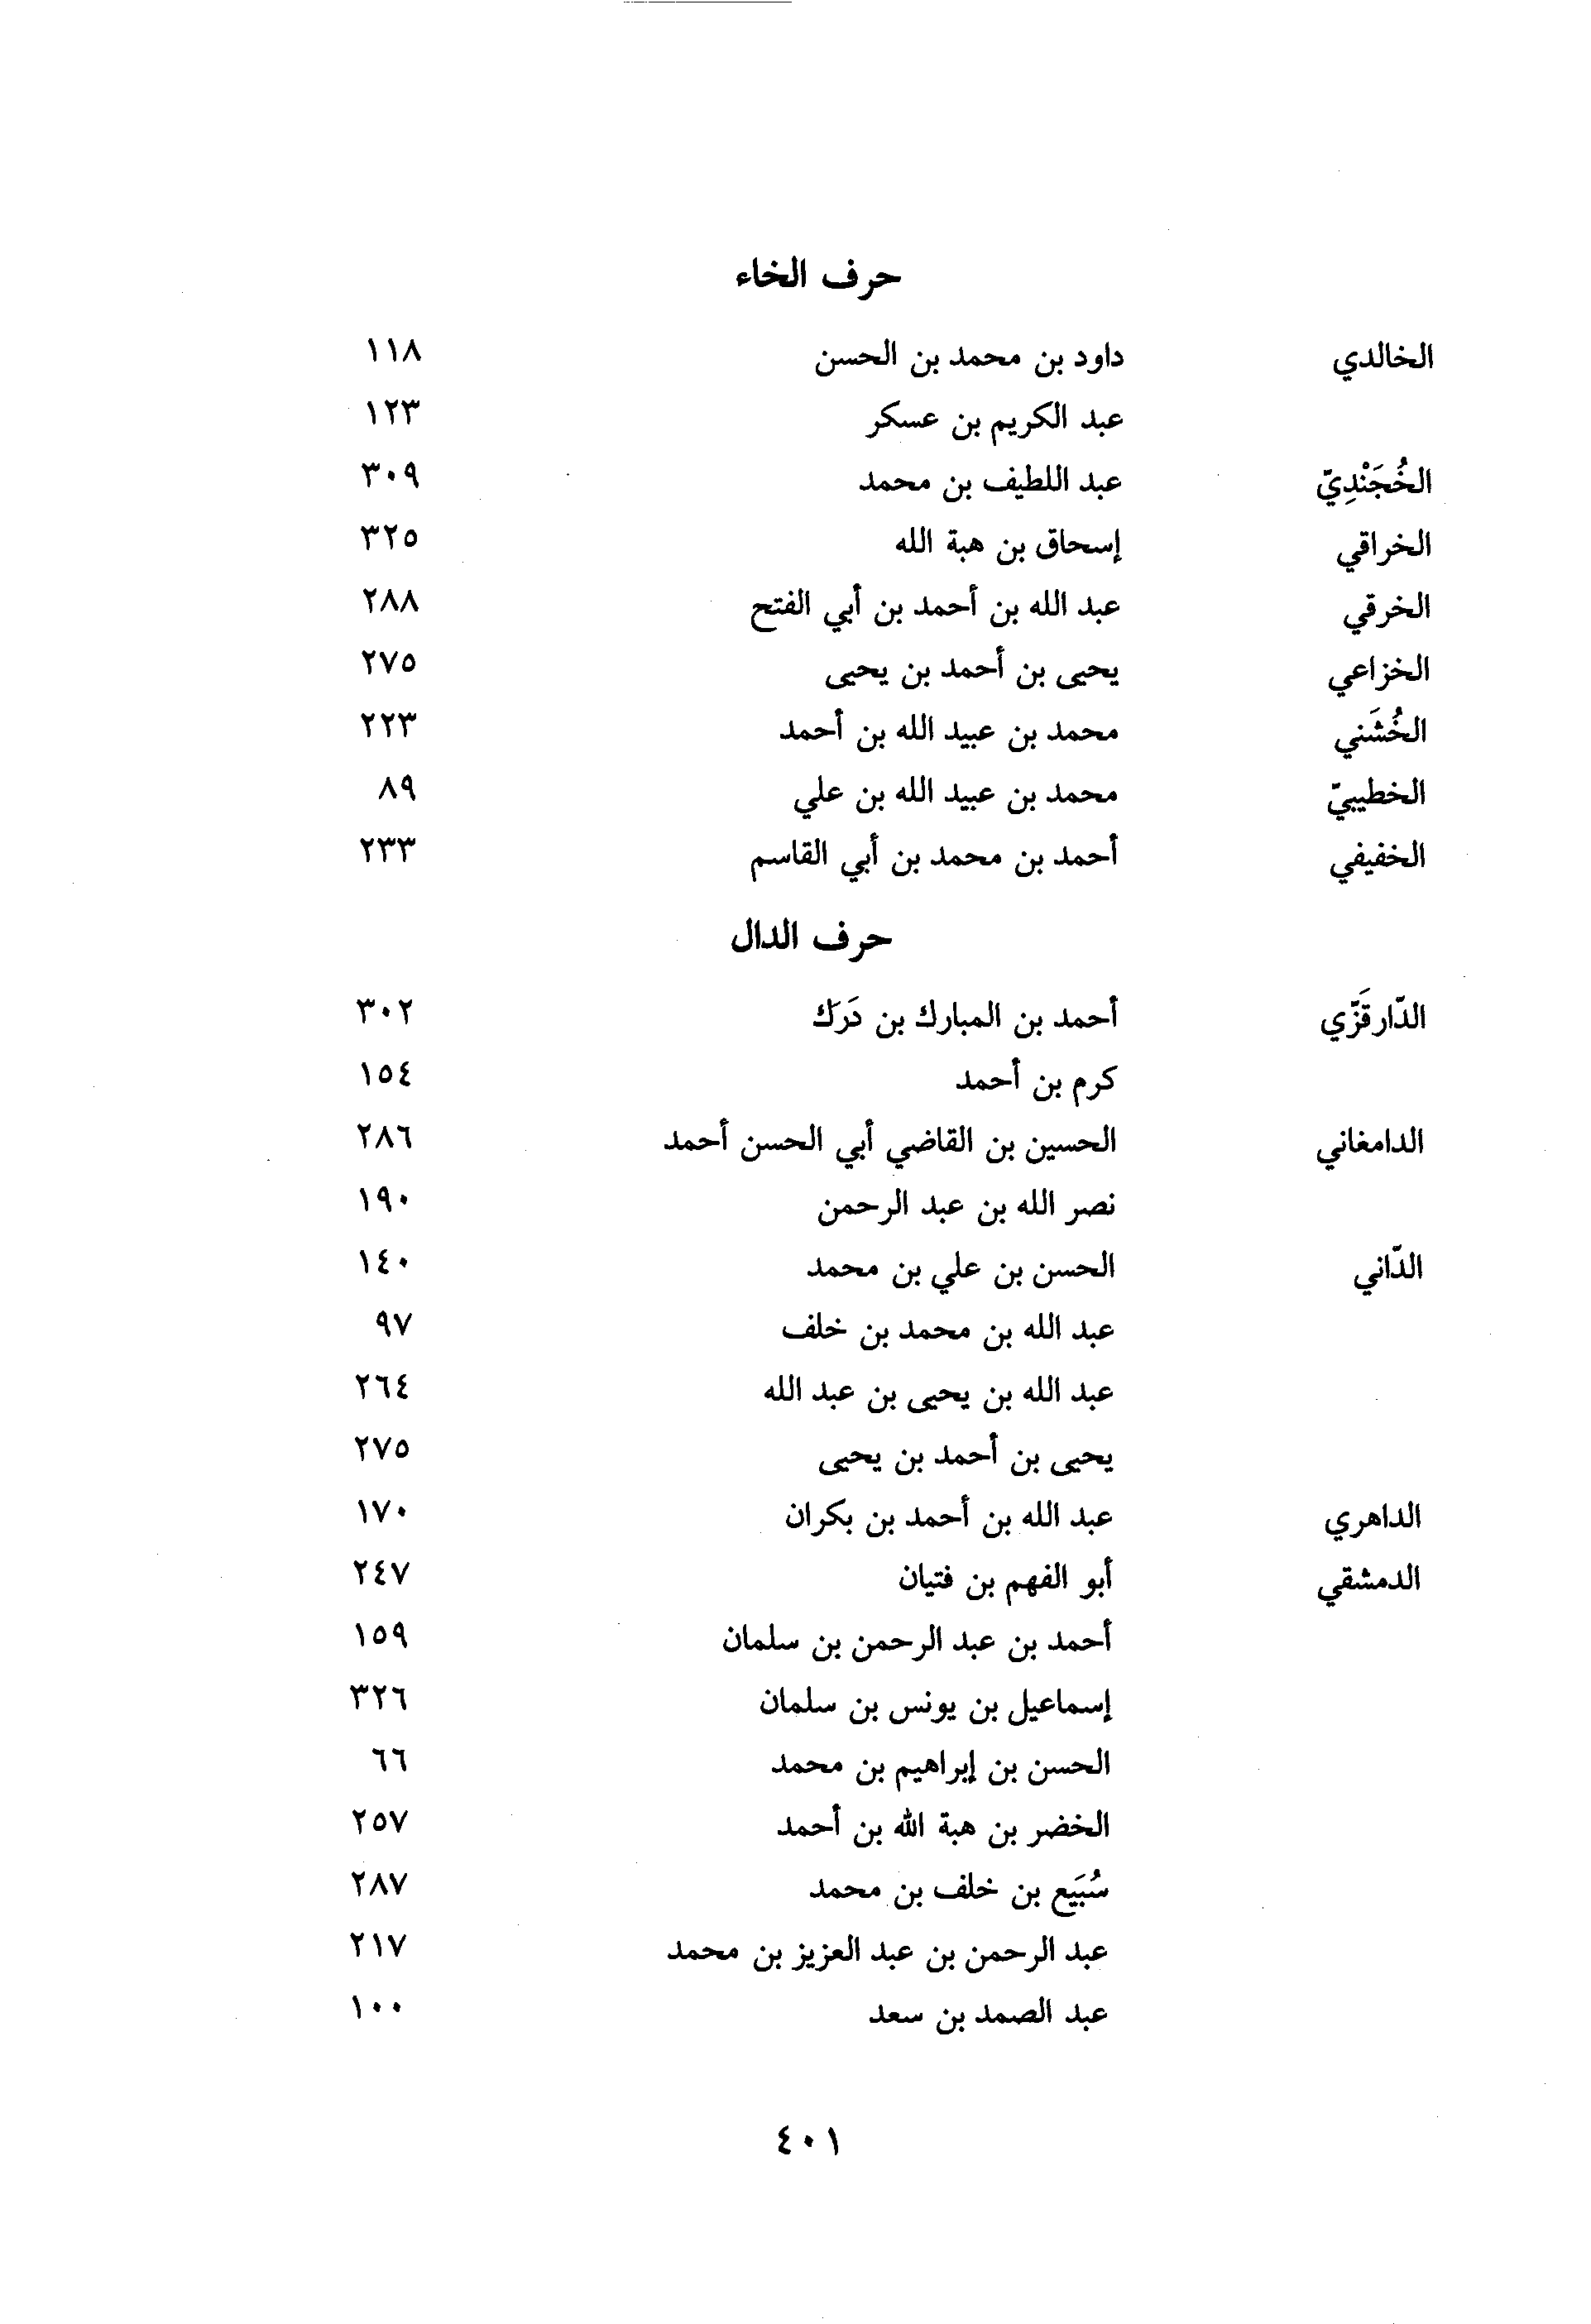 حرف الخاء
الخالدي داود بن محمد بن الحسن ١١٨
عبد الكريم بن عسكر ١٢٣
الخُجَنْدِيّ عبد اللطيف بن محمد ٣٠٩
الخراقي إسحاق بن هبة الله ٣٢٥
الخرقي عبد الله بن أحمد بن أبي الفتح ٢٨٨
الخزاعي يحيى بن أحمد بن يحيى ٢٧٥
الخُشَني محمد بن عبيد الله بن أحمد ٢٢٣
الخطيبيّ محمد بن عبيد الله بن علي ٨٩
الخفيفي أحمد بن محمد بن أبي القاسم ٢٣٣
حرف الدال
الدّارقَزّي أحمد بن المبارك بن دَرَك ٣٠٢
كرم بن أحمد ١٥٤
الدامغاني الحسين بن القاضي أبي الحسن أحمد ٢٨٦
نصر الله بن عبد الرحمن ١٩٠
الدّاني الحسن بن علي بن محمد ١٤٠
عبد الله بن محمد بن خلف ٩٧
عبد الله بن يحيى بن عبد الله ٢٦٤
يحيى بن أحمد بن يحيى ٢٧٥
الداهري عبد الله بن أحمد بن بكران ١٧٠
الدمشقي أبو الفهم بن فتيان ٢٤٧
أحمد بن عبد الرحمن بن سلمان ١٥٩
إسماعيل بن يونس بن سلمان ٣٢٦
الحسن بن إبراهيم بن محمد ٦٦
الخضر بن هبة الله بن أحمد ٢٥٧
سُبَيع بن خلف بن محمد ٢٨٧
عبد الرحمن بن عبد العزيز بن محمد ٢١٧
عبد الصمد بن سعد ١٠٠
٤٠١